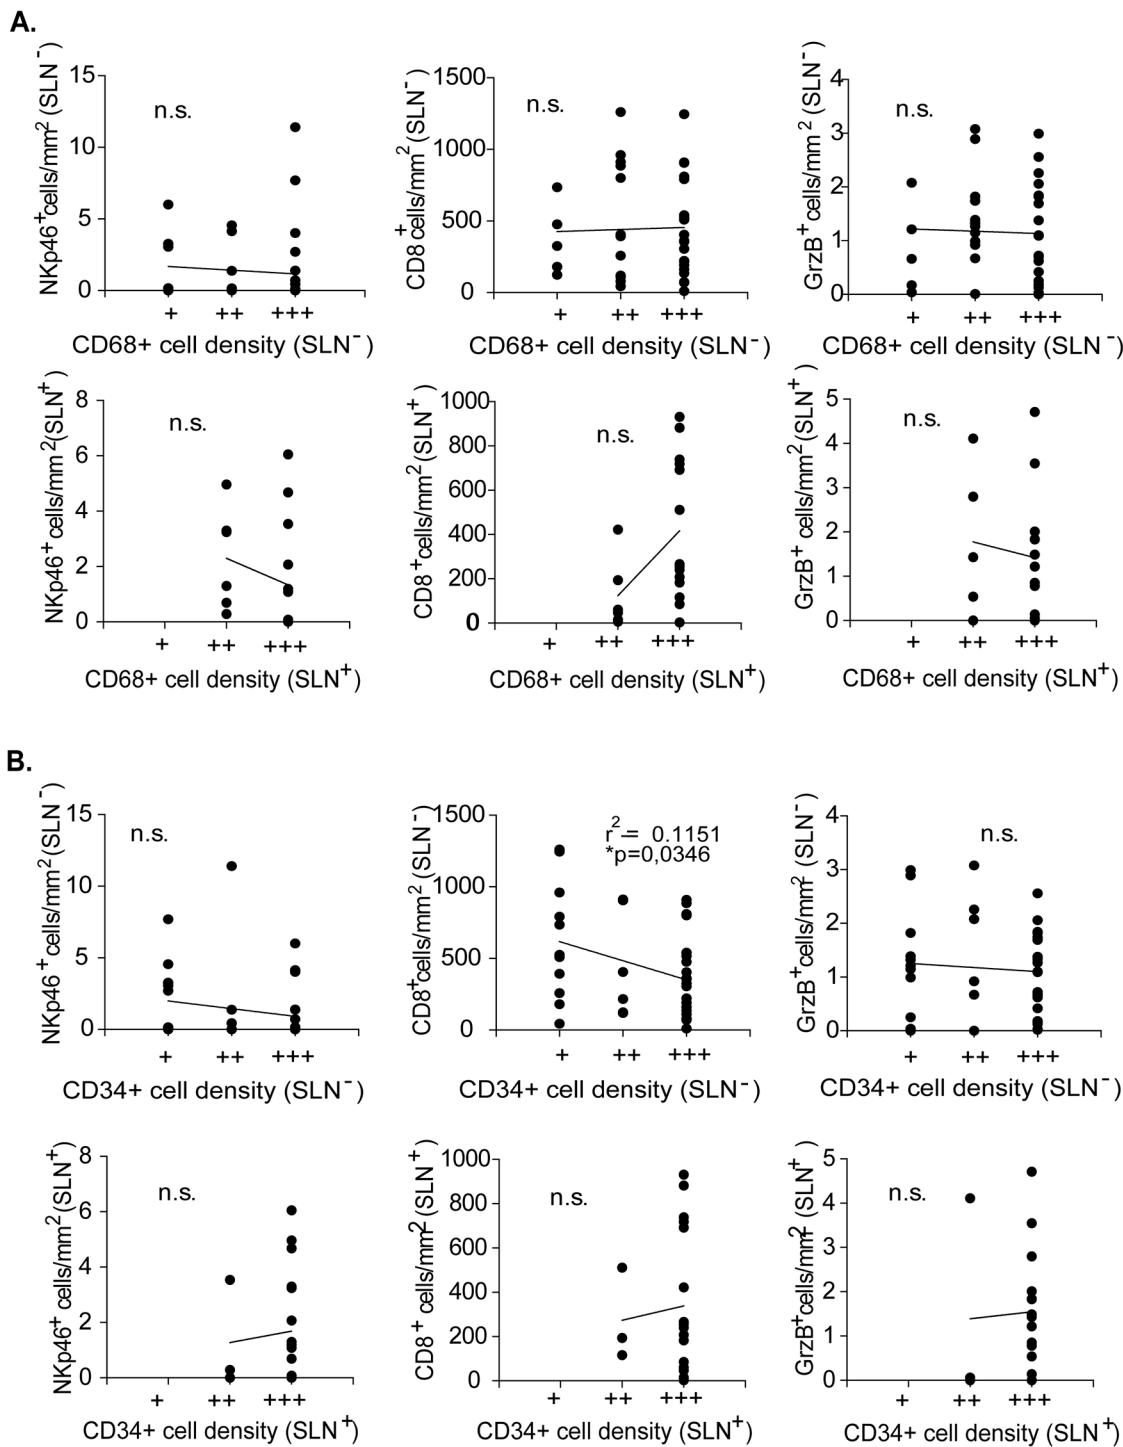 A.
NKp46+cells/mm2 (SLN-)
15
10
5
0
n.s.
+ ++ +++
CD68+ cell density (SLN-)
CD8+cells/mm2 (SLN-)
1500
1000
500
0
n.s.
+ ++ +++
CD68+ cell density (SLN-)
GrzB+cells/mm2 (SLN-)
4
3
2
1
0
n.s.
+ ++ +++
CD68+ cell density (SLN-)
NKp46+cells/mm2(SLN+)
8
6
4
2
0
n.s.
+ ++ +++
CD68+ cell density (SLN+)
CD8+cells/mm2(SLN+)
1000
800
600
400
200
0
n.s.
+ ++ +++
CD68+ cell density (SLN+)
GrzB+ cells/mm2(SLN+)
5
4
3
2
1
0
n.s.
+ ++ +++
CD68+ cell density (SLN+)
B.
NKp46+cells/mm2(SLN-)
15
10
5
0
n.s.
+ ++ +++
CD34+ cell density (SLN-)
CD8+cells/mm2 (SLN-)
1500
1000
500
0
r2= 0.1151
*p=0,0346
+ ++ +++
CD34+ cell density (SLN-)
GrzB+cells/mm2 (SLN-)
4
3
2
1
0
n.s.
+ ++ +++
CD34+ cell density (SLN-)
NKp46+ cells/mm2(SLN+)
8
6
4
2
0
n.s.
+ ++ +++
CD34+ cell density (SLN+)
CD8+ cells/mm2 (SLN+)
1000
800
600
400
200
0
n.s.
+ ++ +++
CD34+ cell density (SLN+)
GrzB+cells/mm2 (SLN+)
5
4
3
2
1
0
n.s.
+ ++ +++
CD34+ cell density (SLN+)